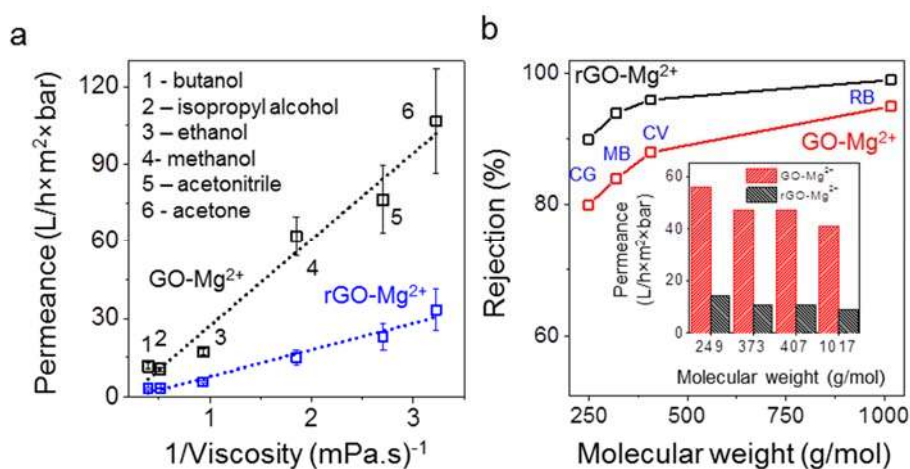 a
Permeance (L/h×m²×bar)
120
90
60
30
0
1 - butanol
2 – isopropyl alcohol
3 – ethanol
4- methanol
5 – acetonitrile
6 – acetone
GO-Mg²⁺
rGO-Mg²⁺
1
2
3
4
5
6
1
2
3
1/Viscosity (mPa.s)⁻¹
b
Rejection (%)
100
80
60
rGO-Mg²⁺
GO-Mg²⁺
CG
MB
CV
RB
Permeance
(L/h×m²×bar)
60
40
20
0
GO-Mg²⁺
rGO-Mg²⁺
249
373
407
1017
Molecular weight (g/mol)
250
500
750
1000
Molecular weight (g/mol)